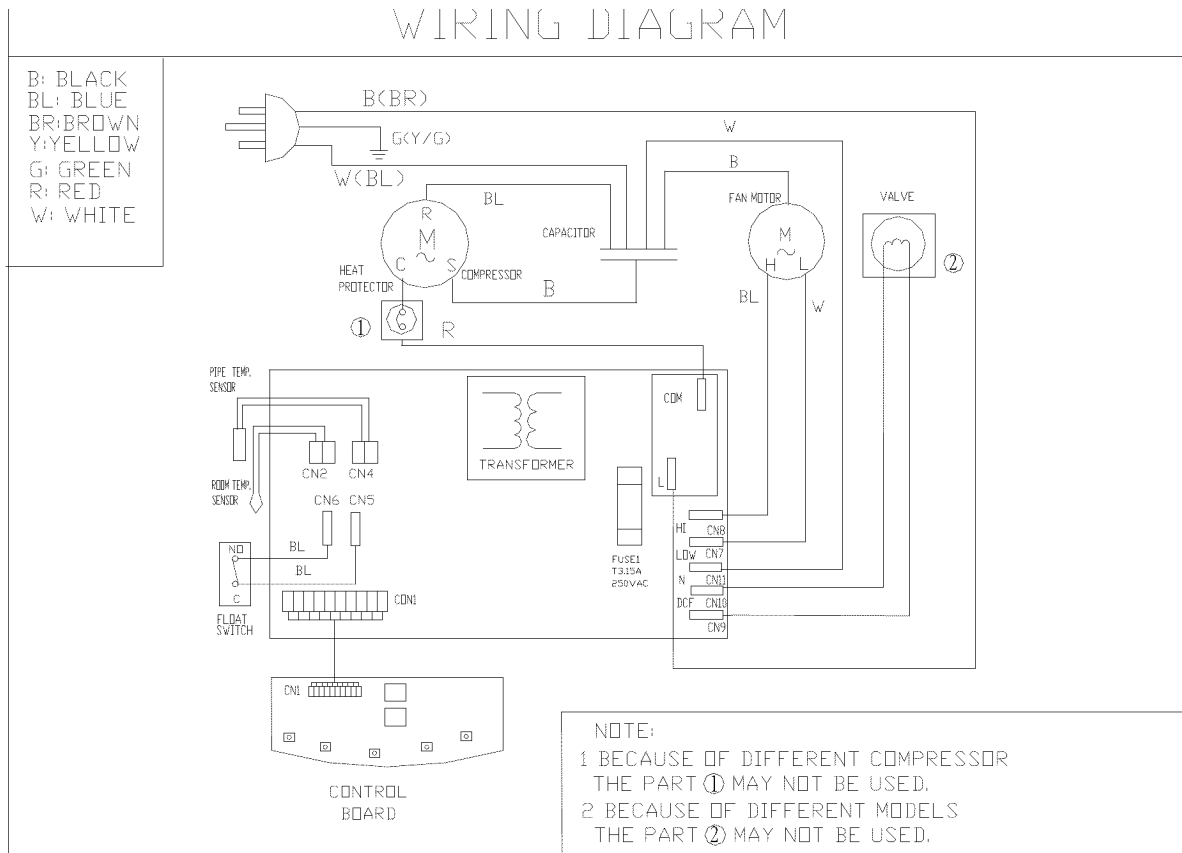 WIRING DIAGRAM
B: BLACK
BL: BLUE
BR:BROWN
Y:YELLOW
G: GREEN
R: RED
W: WHITE
B(BR)
G(Y/G)
W(BL)
W
B
BL
R
M
~
C
S
COMPRESSOR
HEAT
PROTECTOR
①
R
B
CAPACITOR
FAN MOTOR
M
~
H
L
BL
W
VALVE
②
PIPE TEMP.
SENSOR
ROOM TEMP.
SENSOR
CN2
CN4
CN6
CN5
NO
C
BL
BL
FLOAT
SWITCH
CON1
TRANSFORMER
COM
L
FUSE1
T3.15A
250VAC
HI
CN8
LOW
CN7
N
CN11
DCF
CN10
CN9
CN1
CONTROL
BOARD
NOTE:
1 BECAUSE OF DIFFERENT COMPRESSOR
THE PART ① MAY NOT BE USED.
2 BECAUSE OF DIFFERENT MODELS
THE PART ② MAY NOT BE USED.